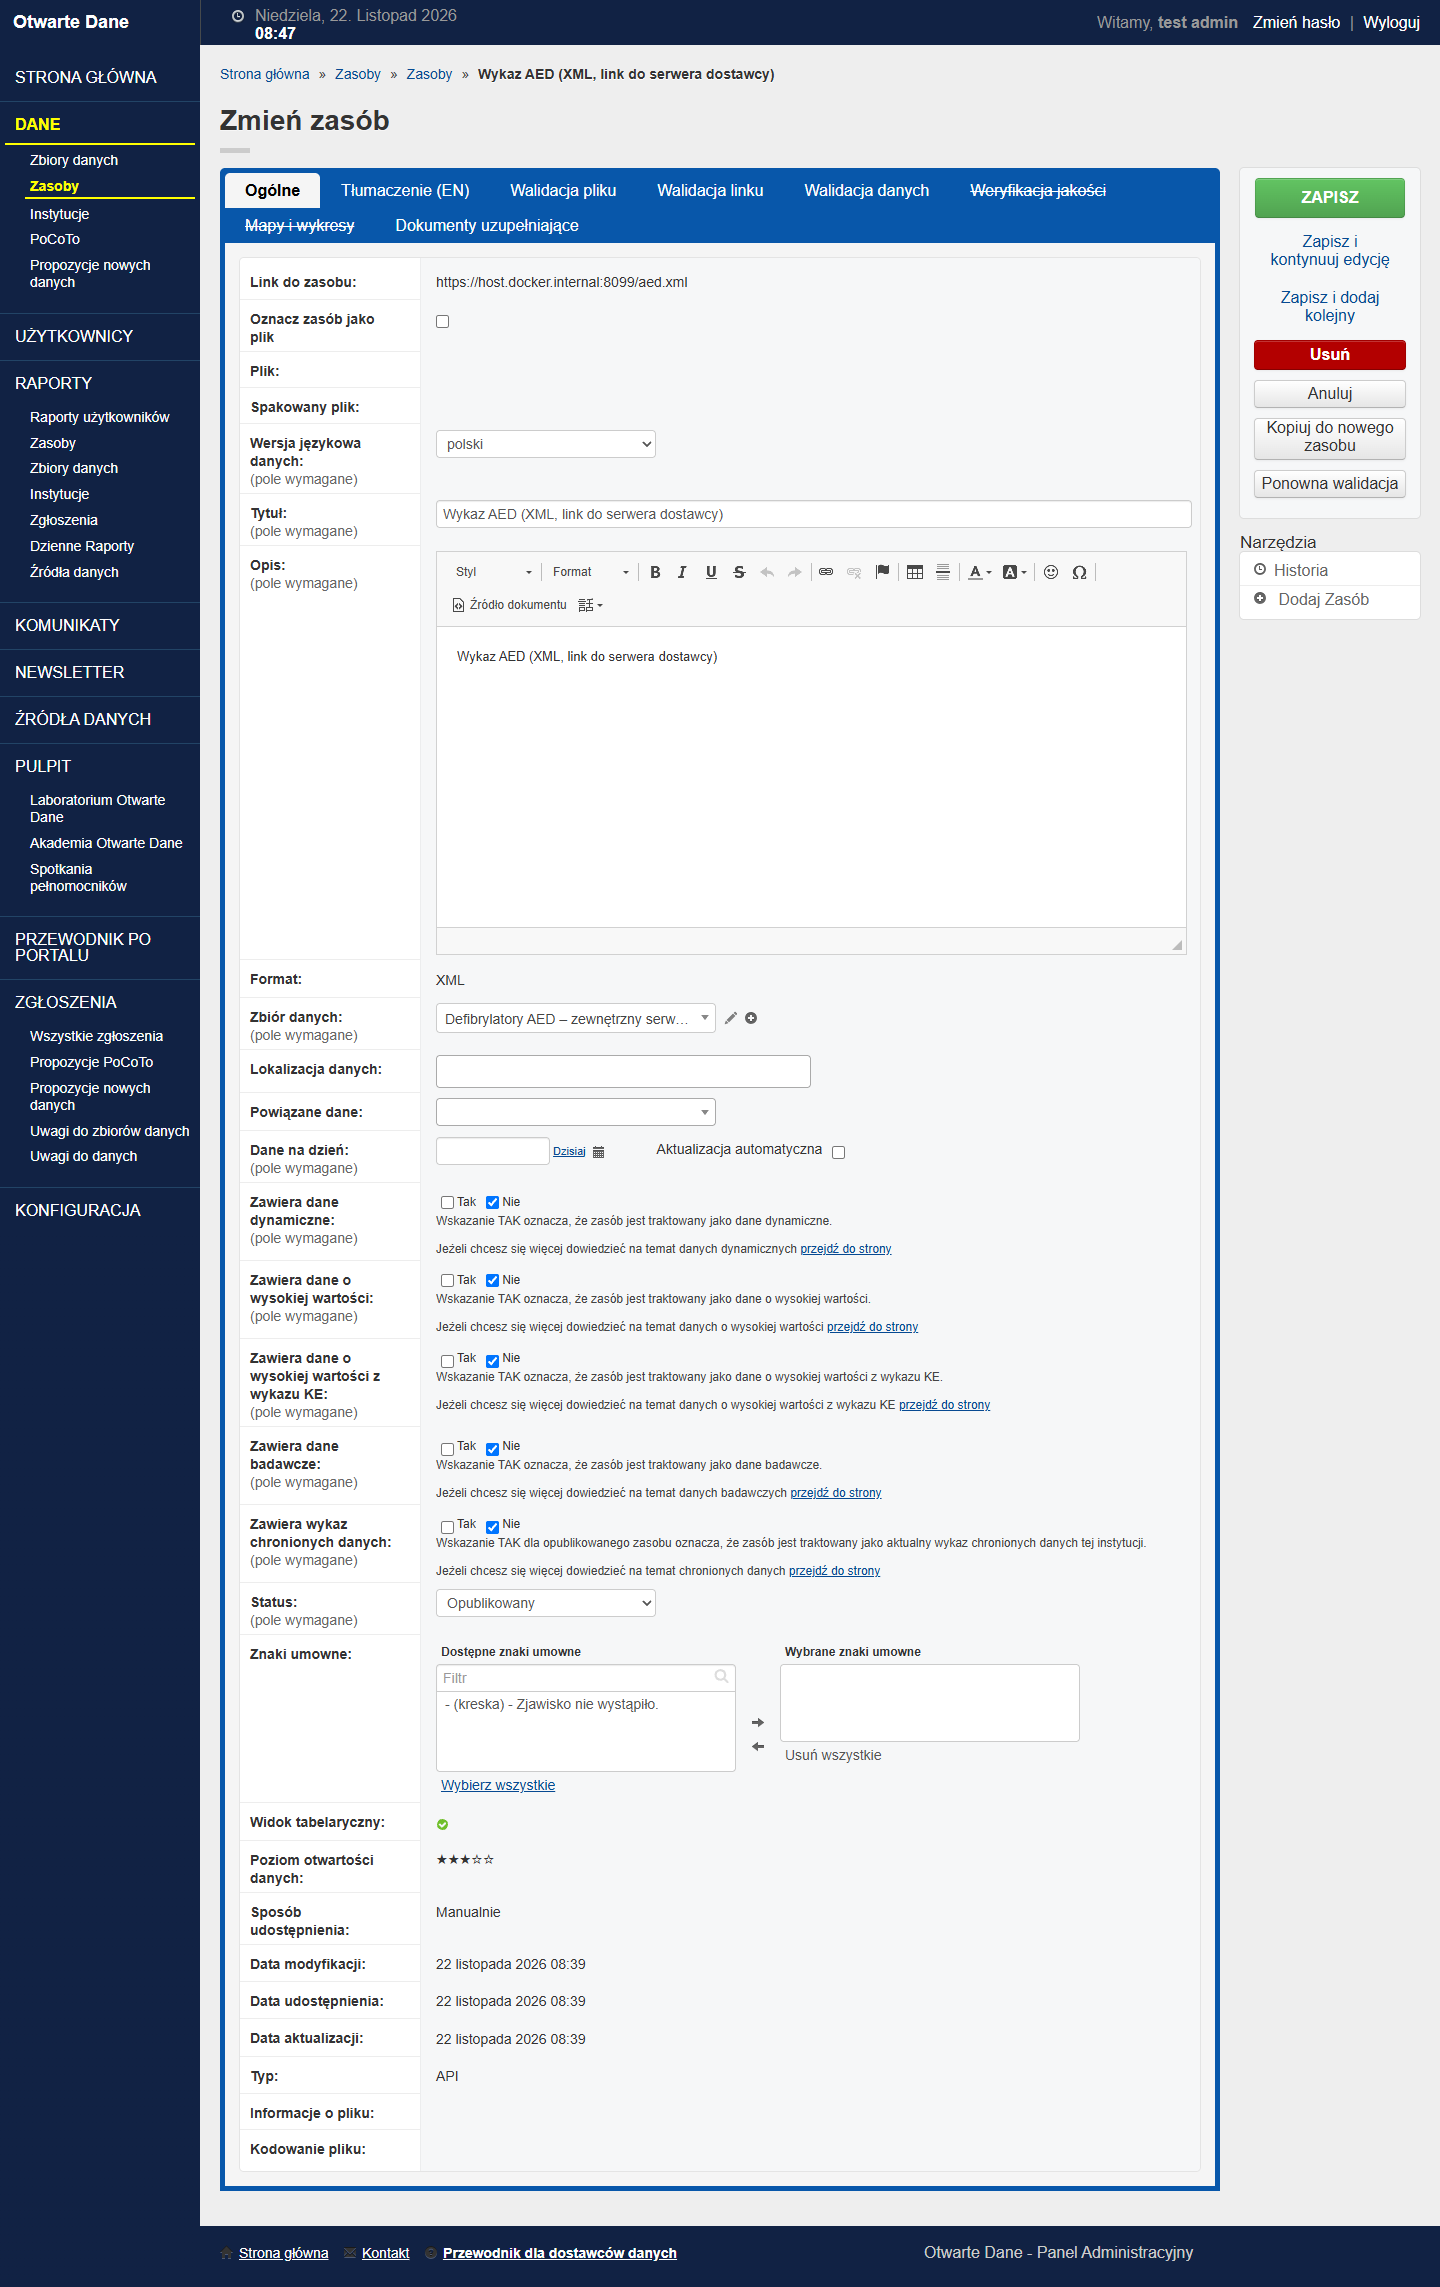 Otwarte Dane
Niedziela, 22. Listopad 2026
08:47
Witamy, test admin Zmień hasło | Wyloguj
STRONA GŁÓWNA
DANE
Zbiory danych
Zasoby
Instytucje
PoCoTo
Propozycje nowych
danych
UŻYTKOWNICY
RAPORTY
Raporty użytkowników
Zasoby
Zbiory danych
Instytucje
Zgłoszenia
Dzienne Raporty
Źródła danych
KOMUNIKATY
NEWSLETTER
ŹRÓDŁA DANYCH
PULPIT
Laboratorium Otwarte
Dane
Akademia Otwarte Dane
Spotkania
pełnomocników
PRZEWODNIK PO
PORTALU
ZGŁOSZENIA
Wszystkie zgłoszenia
Propozycje PoCoTo
Propozycje nowych
danych
Uwagi do zbiorów danych
Uwagi do danych
KONFIGURACJA
Strona główna » Zasoby » Zasoby » Wykaz AED (XML, link do serwera dostawcy)
Zmień zasób
Ogólne Tłumaczenie (EN) Walidacja pliku Walidacja linku Walidacja danych Weryfikacja jakości
Mapy i wykresy Dokumenty uzupełniające
Link do zasobu: https://host.docker.internal:8099/aed.xml
Oznacz zasób jako
plik
Plik:
Spakowany plik:
Wersja językowa
danych:
(pole wymagane)
polski
Tytuł:
(pole wymagane)
Wykaz AED (XML, link do serwera dostawcy)
Opis:
(pole wymagane)
Styl Format B I U S A A Ω
Źródło dokumentu
Wykaz AED (XML, link do serwera dostawcy)
Format: XML
Zbiór danych:
(pole wymagane)
Defibrylatory AED – zewnętrzny serw…
Lokalizacja danych:
Powiązane dane:
Dane na dzień:
(pole wymagane)
Dzisiaj Aktualizacja automatyczna
Zawiera dane
dynamiczne:
(pole wymagane)
Tak Nie
Wskazanie TAK oznacza, że zasób jest traktowany jako dane dynamiczne.
Jeżeli chcesz się więcej dowiedzieć na temat danych dynamicznych przejdź do strony
Zawiera dane o
wysokiej wartości:
(pole wymagane)
Tak Nie
Wskazanie TAK oznacza, że zasób jest traktowany jako dane o wysokiej wartości.
Jeżeli chcesz się więcej dowiedzieć na temat danych o wysokiej wartości przejdź do strony
Zawiera dane o
wysokiej wartości z
wykazu KE:
(pole wymagane)
Tak Nie
Wskazanie TAK oznacza, że zasób jest traktowany jako dane o wysokiej wartości z wykazu KE.
Jeżeli chcesz się więcej dowiedzieć na temat danych o wysokiej wartości z wykazu KE przejdź do strony
Zawiera dane
badawcze:
(pole wymagane)
Tak Nie
Wskazanie TAK oznacza, że zasób jest traktowany jako dane badawcze.
Jeżeli chcesz się więcej dowiedzieć na temat danych badawczych przejdź do strony
Zawiera wykaz
chronionych danych:
(pole wymagane)
Tak Nie
Wskazanie TAK dla opublikowanego zasobu oznacza, że zasób jest traktowany jako aktualny wykaz chronionych danych tej instytucji.
Jeżeli chcesz się więcej dowiedzieć na temat chronionych danych przejdź do strony
Status:
(pole wymagane)
Opublikowany
Znaki umowne:
Dostępne znaki umowne
Filtr
- (kreska) - Zjawisko nie wystąpiło.
Wybierz wszystkie
Wybrane znaki umowne
Usuń wszystkie
Widok tabelaryczny:
Poziom otwartości
danych:
★★★☆☆
Sposób
udostępnienia:
Manualnie
Data modyfikacji: 22 listopada 2026 08:39
Data udostępnienia: 22 listopada 2026 08:39
Data aktualizacji: 22 listopada 2026 08:39
Typ: API
Informacje o pliku:
Kodowanie pliku:
ZAPISZ
Zapisz i
kontynuuj edycję
Zapisz i dodaj
kolejny
Usuń
Anuluj
Kopiuj do nowego
zasobu
Ponowna walidacja
Narzędzia
Historia
Dodaj Zasób
Strona główna Kontakt Przewodnik dla dostawców danych
Otwarte Dane - Panel Administracyjny